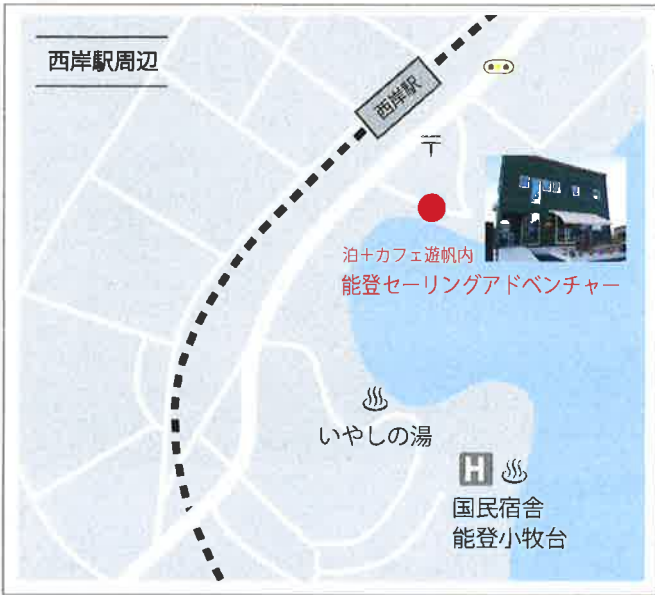 西岸駅周辺
西岸駅
〒
泊+カフェ遊帆内
能登セーリングアドベンチャー
いやしの湯
H
国民宿舎
能登小牧台